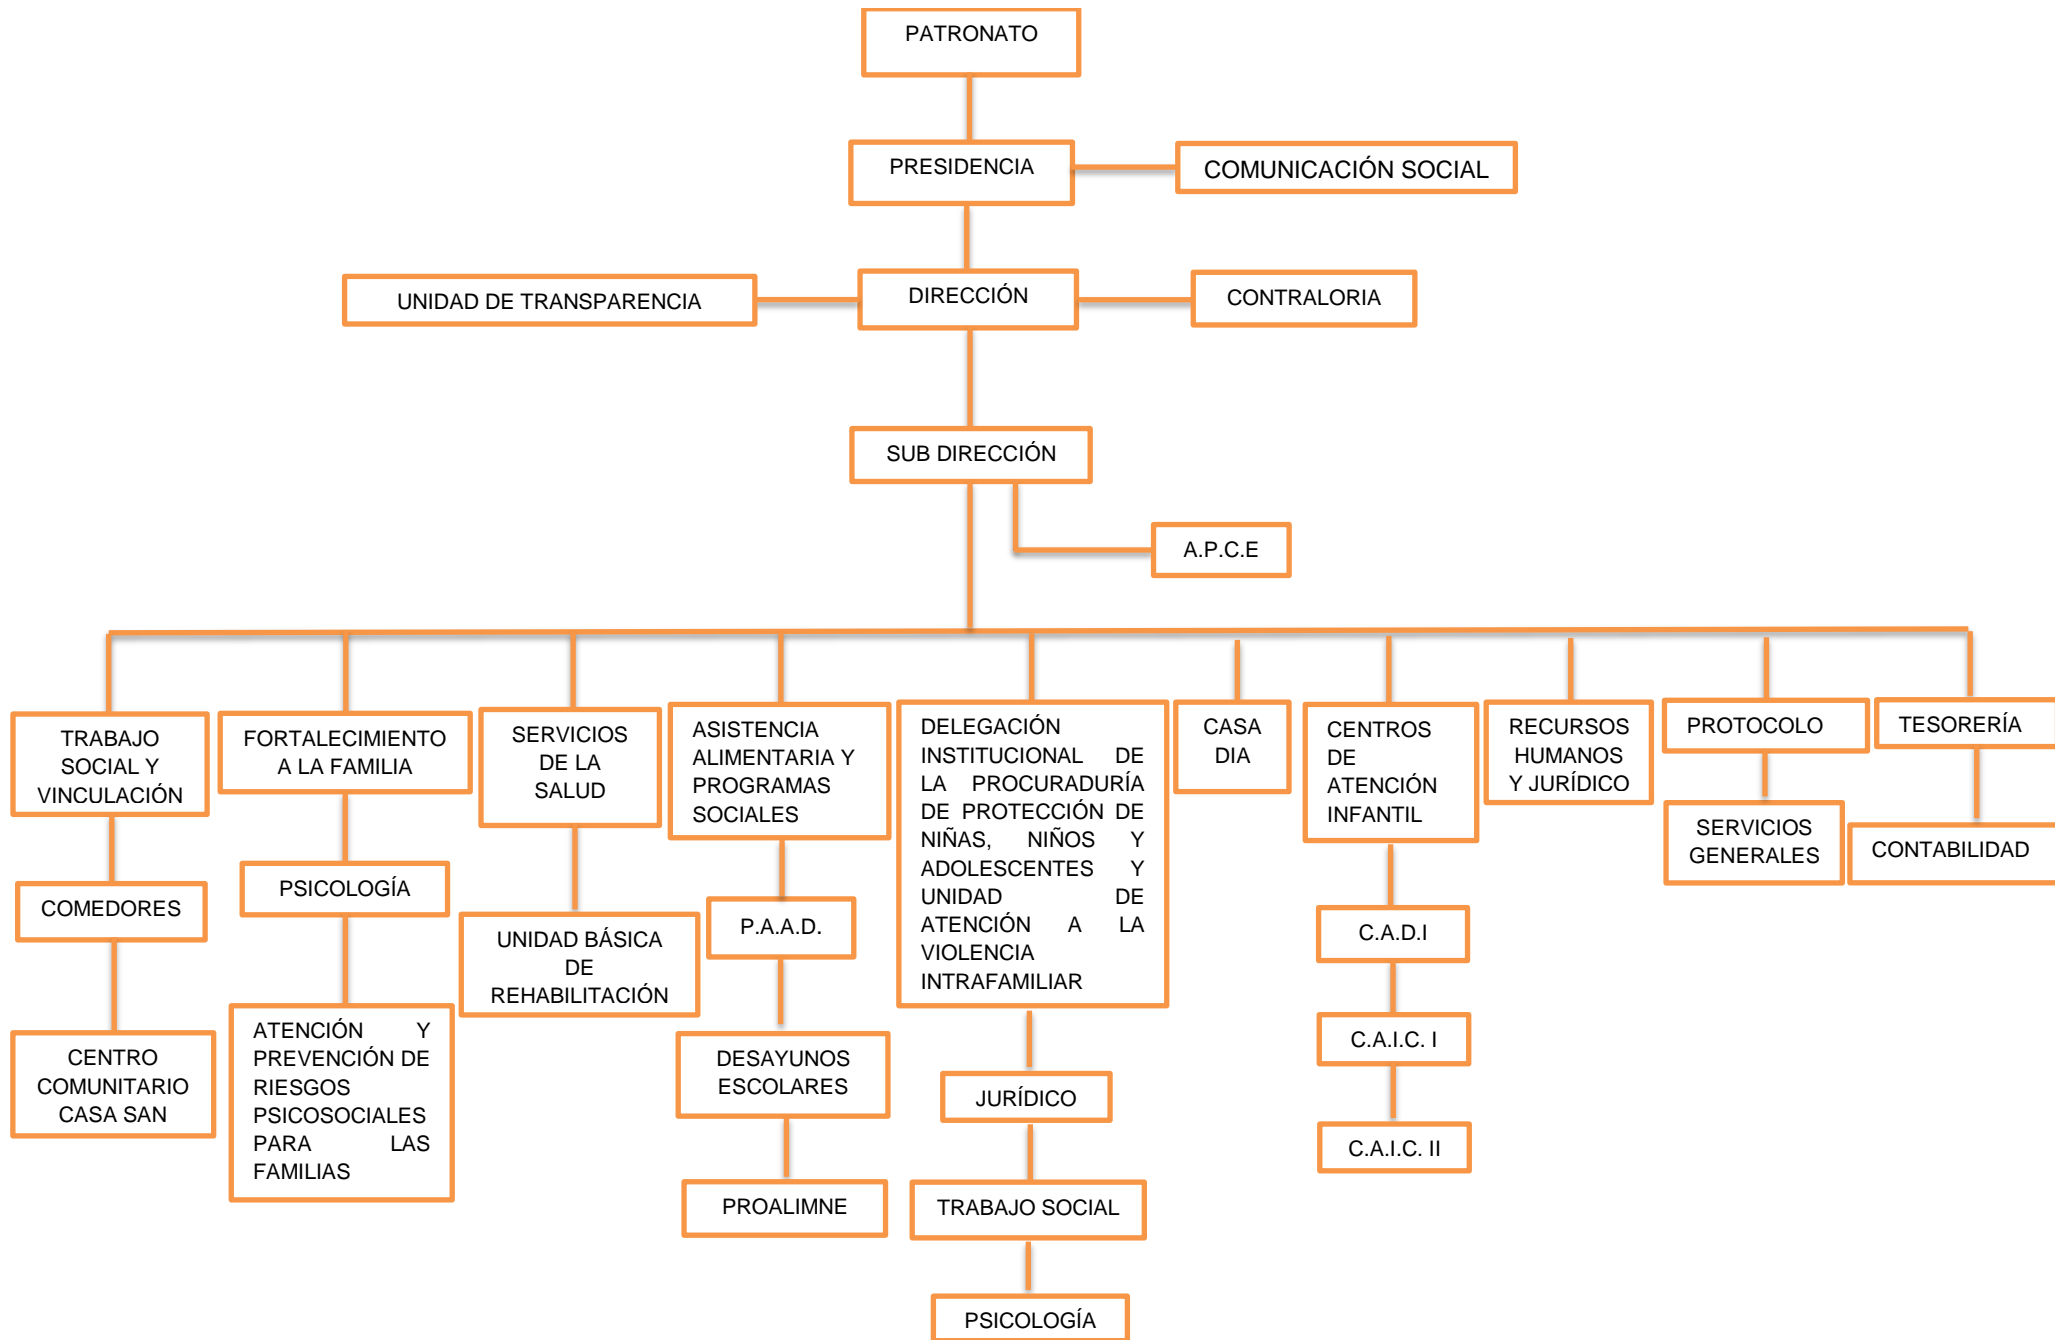 PATRONATO
PRESIDENCIA
COMUNICACIÓN SOCIAL
UNIDAD DE TRANSPARENCIA
DIRECCIÓN
CONTRALORIA
SUB DIRECCIÓN
A.P.C.E
TRABAJO
SOCIAL Y
VINCULACIÓN
COMEDORES
CENTRO
COMUNITARIO
CASA SAN
FORTALECIMIENTO
A LA FAMILIA
PSICOLOGÍA
ATENCIÓN Y
PREVENCIÓN DE
RIESGOS
PSICOSOCIALES
PARA LAS
FAMILIAS
SERVICIOS
DE LA
SALUD
UNIDAD BÁSICA
DE
REHABILITACIÓN
ASISTENCIA
ALIMENTARIA Y
PROGRAMAS
SOCIALES
P.A.A.D.
DESAYUNOS
ESCOLARES
PROALIMNE
DELEGACIÓN
INSTITUCIONAL DE
LA PROCURADURÍA
DE PROTECCIÓN DE
NIÑAS, NIÑOS Y
ADOLESCENTES Y
UNIDAD DE
ATENCIÓN A LA
VIOLENCIA
INTRAFAMILIAR
JURÍDICO
TRABAJO SOCIAL
PSICOLOGÍA
CASA
DIA
CENTROS
DE
ATENCIÓN
INFANTIL
C.A.D.I
C.A.I.C. I
C.A.I.C. II
RECURSOS
HUMANOS
Y JURÍDICO
PROTOCOLO
SERVICIOS
GENERALES
TESORERÍA
CONTABILIDAD